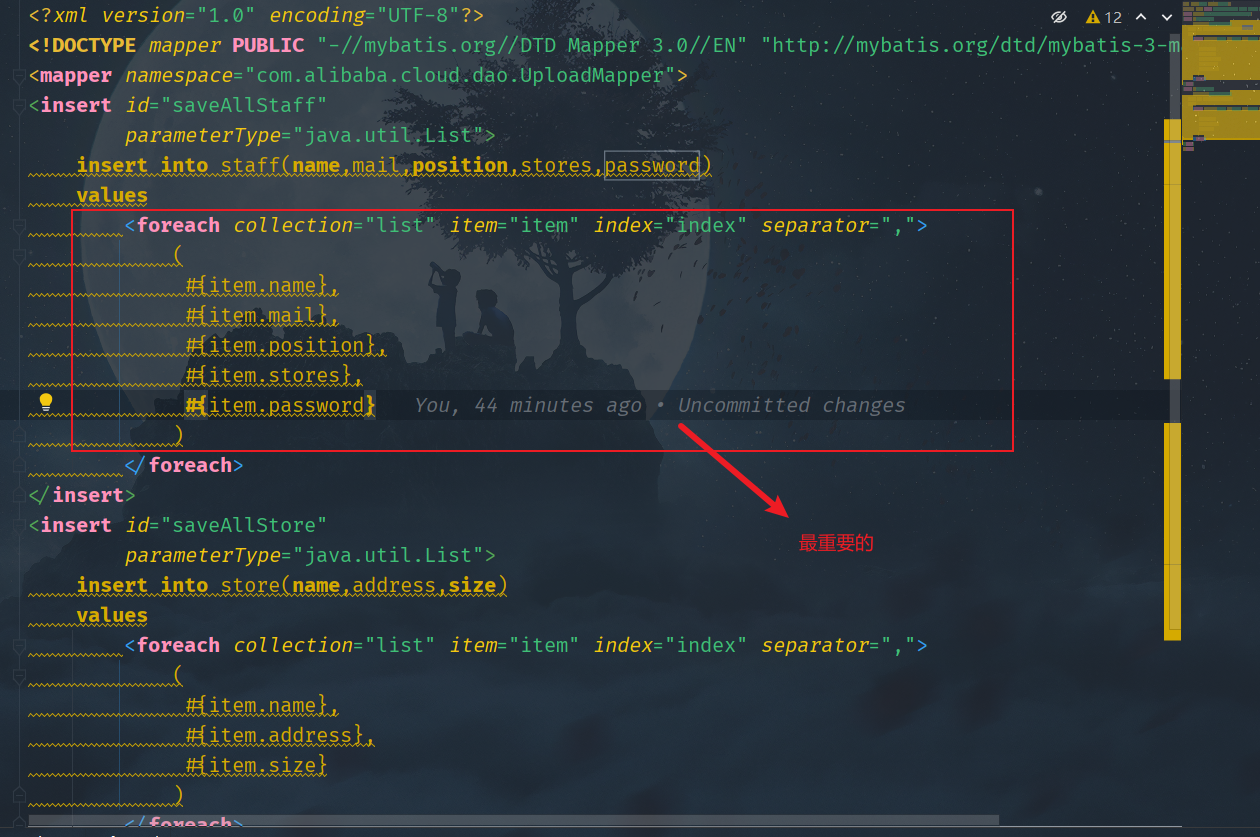 <?xml version="1.0" encoding="UTF-8"?>
12
<!DOCTYPE mapper PUBLIC "-//mybatis.org//DTD Mapper 3.0//EN" "http://mybatis.org/dtd/mybatis-3-m
<mapper namespace="com.alibaba.cloud.dao.UploadMapper">
<insert id="saveAllStaff"
parameterType="java.util.List">
insert into staff(name,mail,position,stores,password)
values
<foreach collection="list" item="item" index="index" separator=",">
(
#{item.name},
#{item.mail},
#{item.position},
#{item.stores},
#{item.password} You, 44 minutes ago • Uncommitted changes
)
</foreach>
</insert>
<insert id="saveAllStore"
最重要的
parameterType="java.util.List">
insert into store(name,address,size)
values
<foreach collection="list" item="item" index="index" separator=",">
(
#{item.name},
#{item.address},
#{item.size}
)
</foreach>